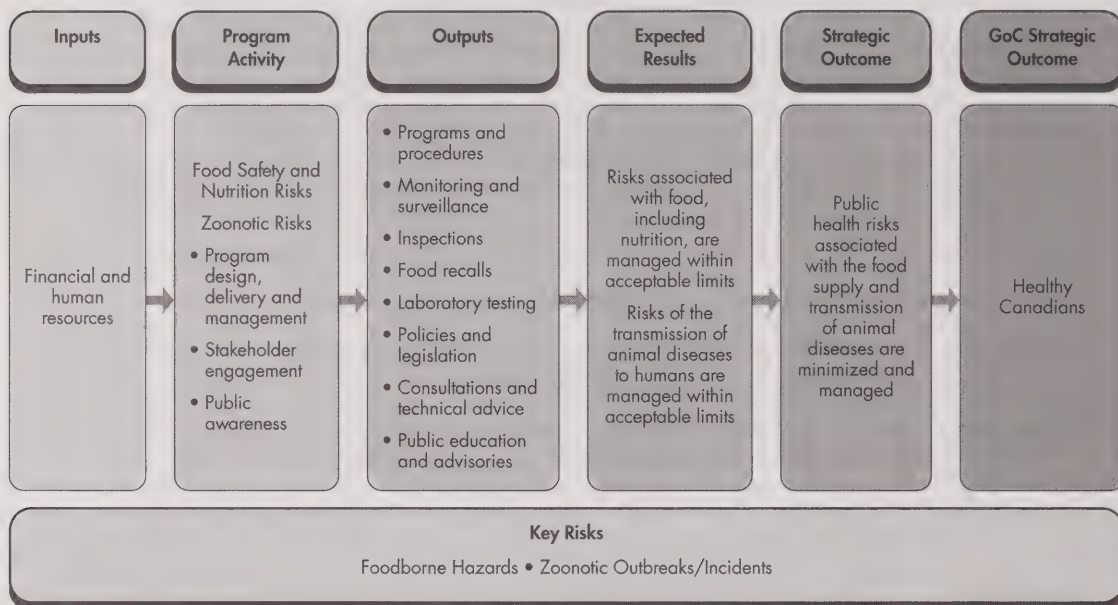 Inputs
Program
Activity
Outputs
Expected
Results
Strategic
Outcome
GoC Strategic
Outcome
Financial and
human
resources
Food Safety and
Nutrition Risks
Zoonotic Risks
• Program
design,
delivery and
management
• Stakeholder
engagement
• Public
awareness
• Programs and
procedures
• Monitoring and
surveillance
• Inspections
• Food recalls
• Laboratory testing
• Policies and
legislation
• Consultations and
technical advice
• Public education
and advisories
Risks associated
with food,
including
nutrition, are
managed within
acceptable limits
Risks of the
transmission of
animal diseases
to humans are
managed within
acceptable limits
Public
health risks
associated
with the food
supply and
transmission
of animal
diseases are
minimized and
managed
Healthy
Canadians
Key Risks
Foodborne Hazards • Zoonotic Outbreaks/Incidents